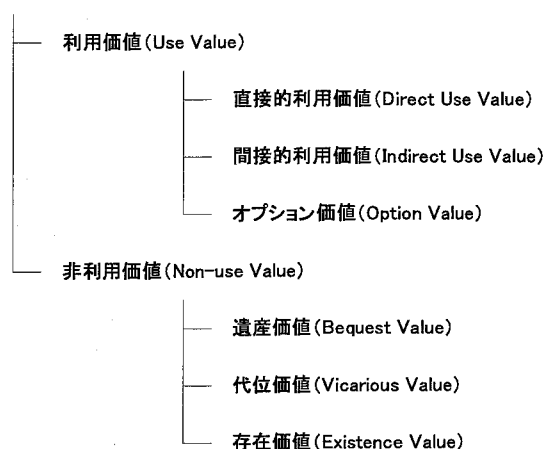 利用価値(Use Value)
直接的利用価値(Direct Use Value)
間接的利用価値(Indirect Use Value)
オプション価値(Option Value)
非利用価値(Non-use Value)
遺産価値(Bequest Value)
代位価値(Vicarious Value)
存在価値(Existence Value)